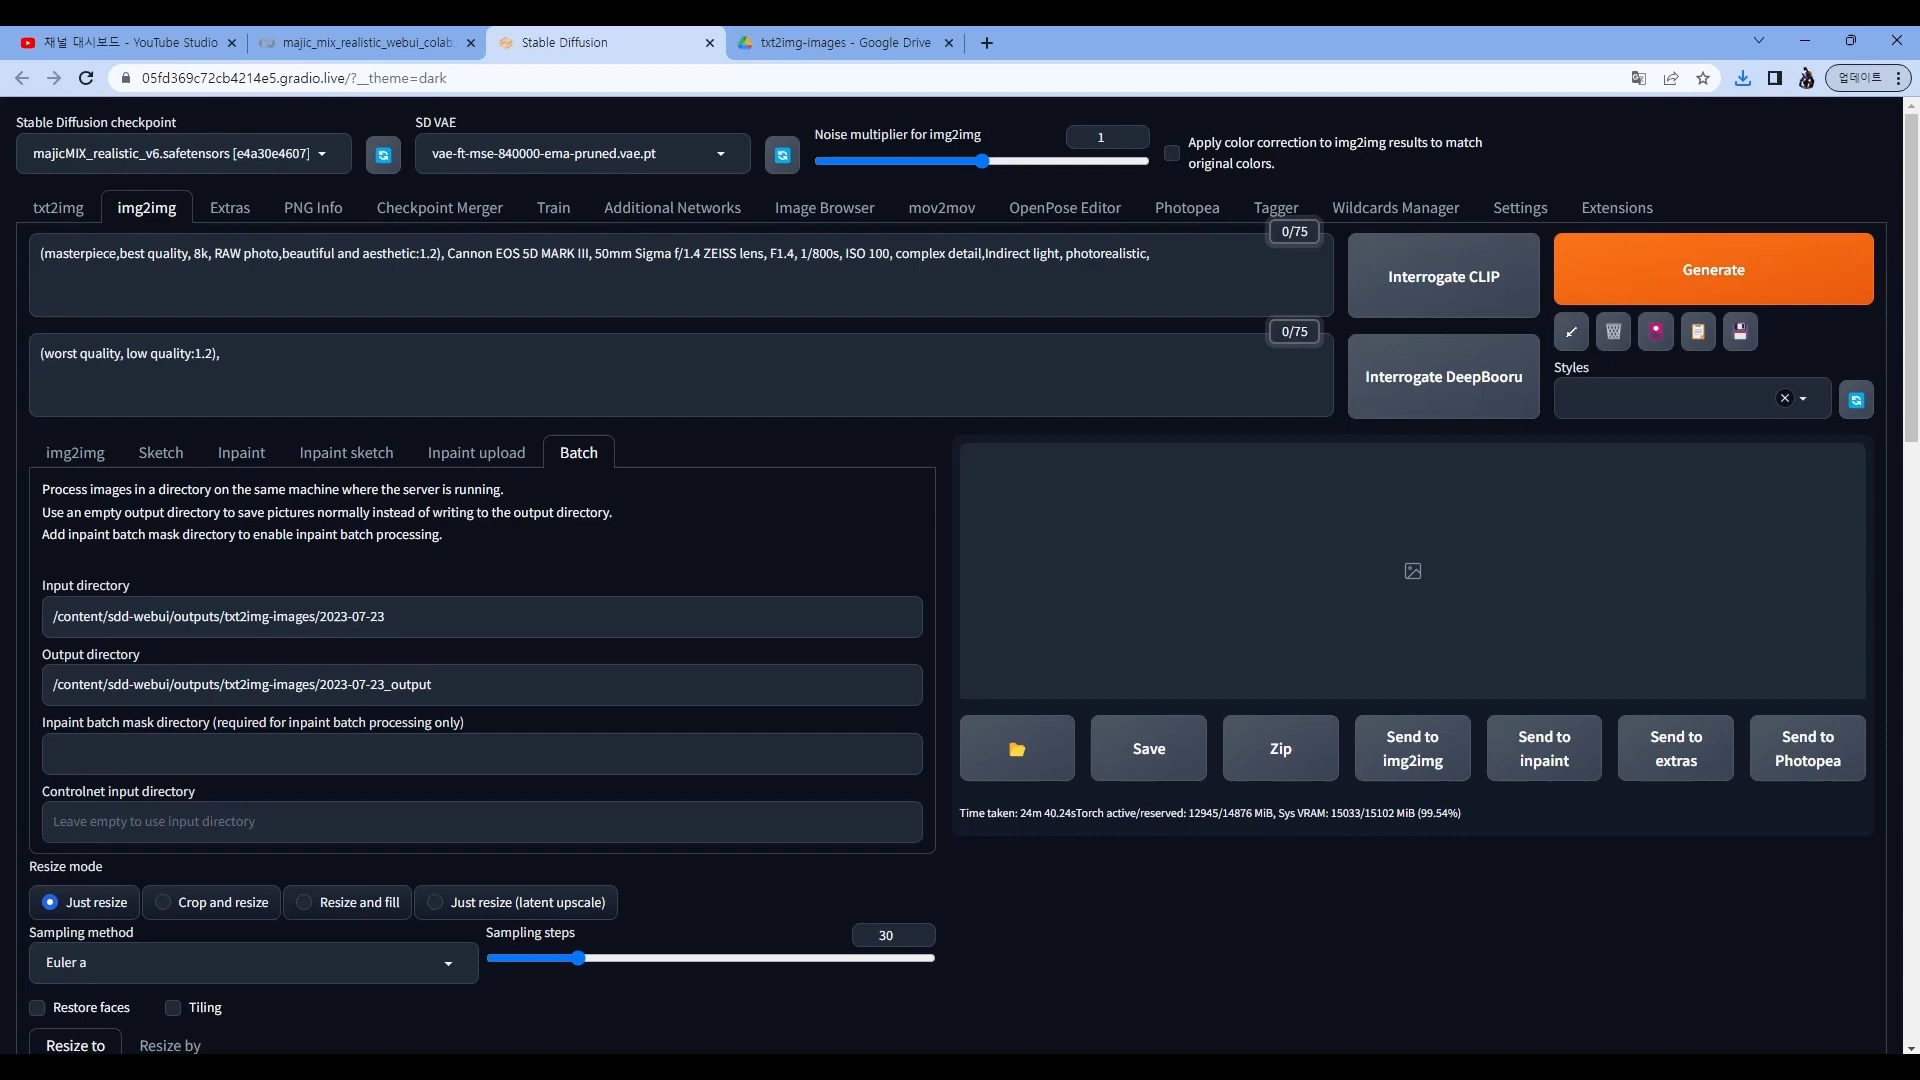 채널 대시보드 - YouTube Studio
majic_mix_realistic_webui_colab
Stable Diffusion
txt2img-images - Google Drive
05fd369c72cb4214e5.gradio.live/?__theme=dark
업데이트
Stable Diffusion checkpoint
majicMIX_realistic_v6.safetensors [e4a30e4607]
SD VAE
vae-ft-mse-840000-ema-pruned.vae.pt
Noise multiplier for img2img
1
Apply color correction to img2img results to match
original colors.
txt2img
img2img
Extras
PNG Info
Checkpoint Merger
Train
Additional Networks
Image Browser
mov2mov
OpenPose Editor
Photopea
Tagger
Wildcards Manager
Settings
Extensions
0/75
(masterpiece,best quality, 8k, RAW photo,beautiful and aesthetic:1.2), Cannon EOS 5D MARK III, 50mm Sigma f/1.4 ZEISS lens, F1.4, 1/800s, ISO 100, complex detail,Indirect light, photorealistic,
Interrogate CLIP
Generate
0/75
(worst quality, low quality:1.2),
Interrogate DeepBooru
Styles
img2img
Sketch
Inpaint
Inpaint sketch
Inpaint upload
Batch
Process images in a directory on the same machine where the server is running.
Use an empty output directory to save pictures normally instead of writing to the output directory.
Add inpaint batch mask directory to enable inpaint batch processing.
Input directory
/content/sdd-webui/outputs/txt2img-images/2023-07-23
Output directory
/content/sdd-webui/outputs/txt2img-images/2023-07-23_output
Inpaint batch mask directory (required for inpaint batch processing only)
Controlnet input directory
Leave empty to use input directory
Save
Zip
Send to
img2img
Send to
inpaint
Send to
extras
Send to
Photopea
Time taken: 24m 40.24sTorch active/reserved: 12945/14876 MiB, Sys VRAM: 15033/15102 MiB (99.54%)
Resize mode
Just resize
Crop and resize
Resize and fill
Just resize (latent upscale)
Sampling method
Euler a
Sampling steps
30
Restore faces
Tiling
Resize to
Resize by